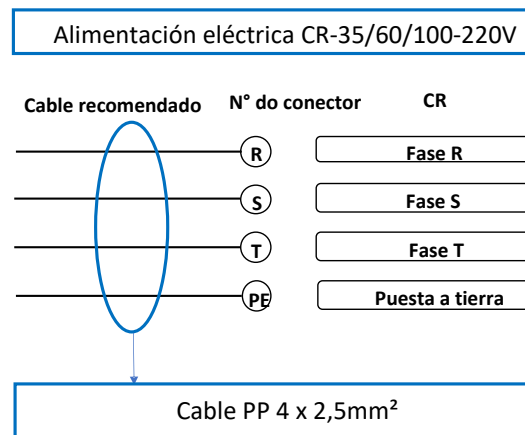 Alimentación eléctrica CR-35/60/100-220V
Cable recomendado N° do conector CR
R Fase R
S Fase S
T Fase T
PE Puesta a tierra
Cable PP 4 x 2,5mm²